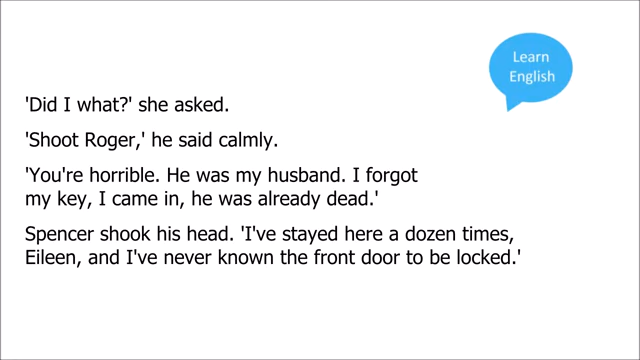 Learn
English
'Did I what?' she asked.
'Shoot Roger,' he said calmly.
'You're horrible. He was my husband. I forgot
my key, I came in, he was already dead.'
Spencer shook his head. 'I've stayed here a dozen times,
Eileen, and I've never known the front door to be locked.'